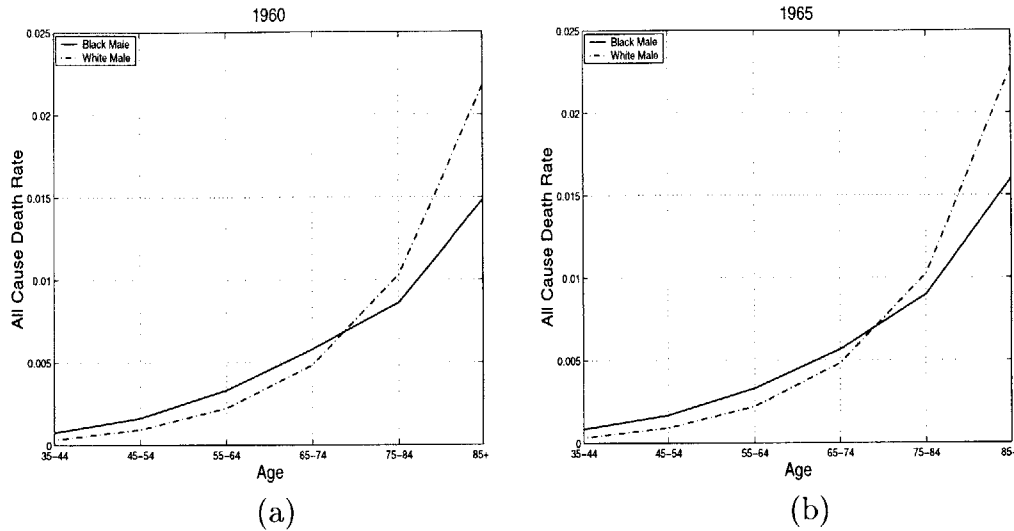 1960
Black Male
White Male
All Cause Death Rate
0.025
0.02
0.015
0.01
0.005
0
35–44
45–54
55–64
65–74
75–84
85+
Age
(a)
1965
Black Male
White Male
All Cause Death Rate
0.025
0.02
0.015
0.01
0.005
0
35–44
45–54
55–64
65–74
75–84
85+
Age
(b)